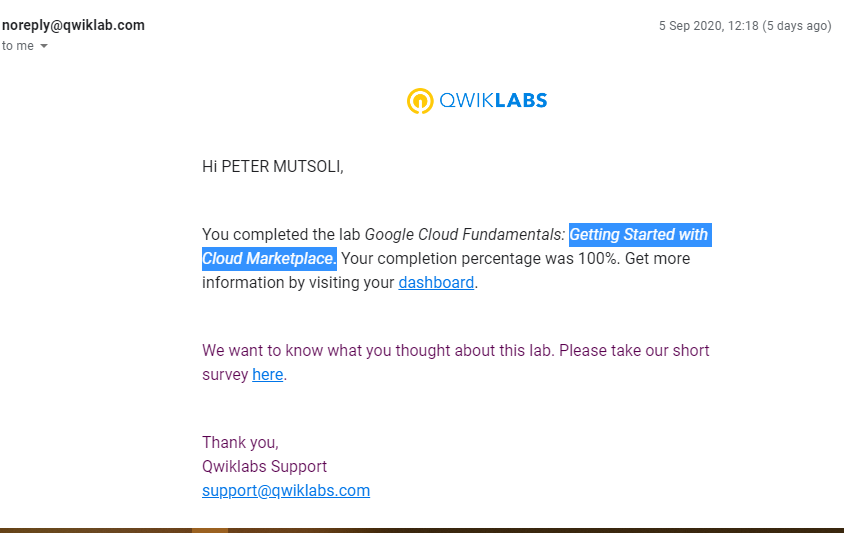 noreply@qwiklab.com
5 Sep 2020, 12:18 (5 days ago)
to me
QWIKLABS
Hi PETER MUTSOLI,
You completed the lab Google Cloud Fundamentals: Getting Started with
Cloud Marketplace. Your completion percentage was 100%. Get more
information by visiting your dashboard.
We want to know what you thought about this lab. Please take our short
survey here.
Thank you,
Qwiklabs Support
support@qwiklabs.com